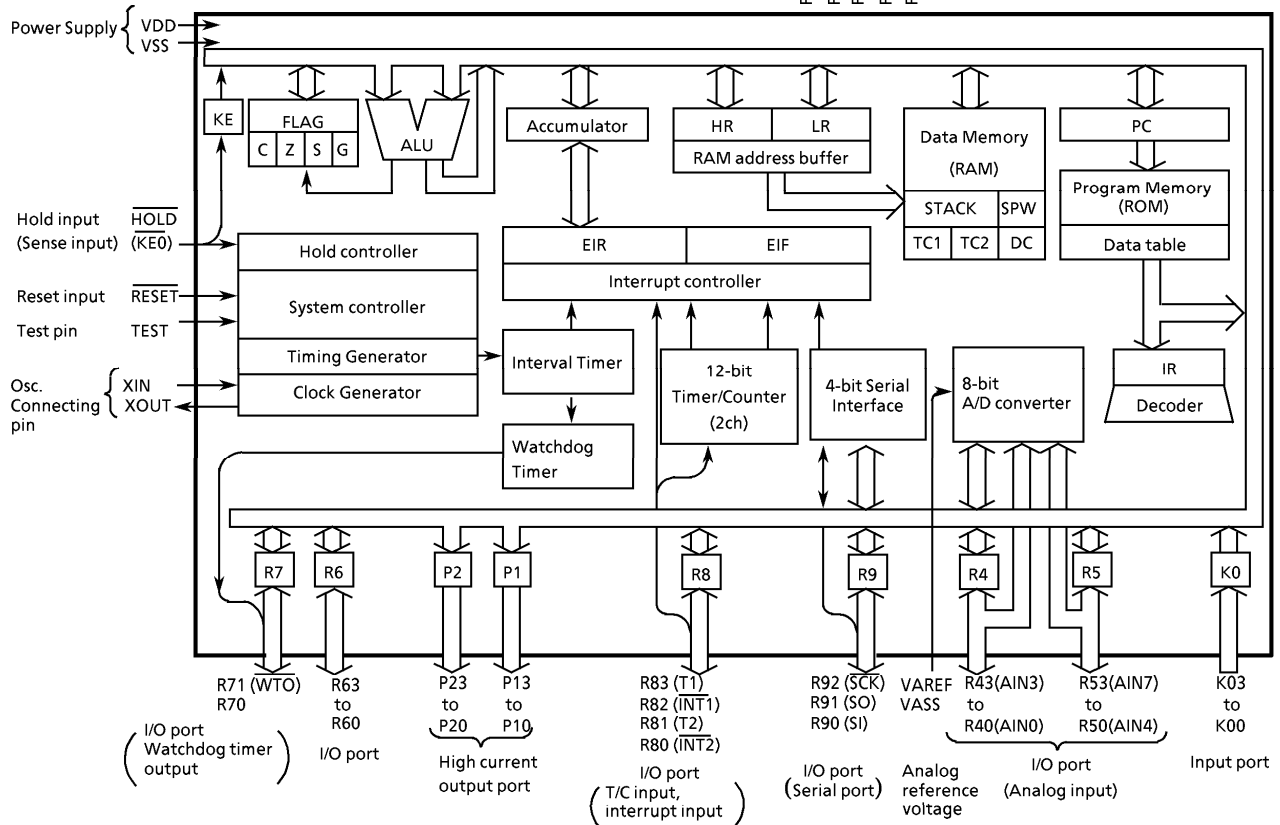 Power Supply
VDD
VSS
KE
FLAG
C Z S G
ALU
Accumulator
HR LR
RAM address buffer
Data Memory
(RAM)
STACK SPW
TC1 TC2 DC
PC
Program Memory
(ROM)
Data table
Hold input HOLD
(Sense input) (KE0)
Reset input RESET
Test pin TEST
Osc.
Connecting
pin
XIN
XOUT
Hold controller
System controller
Timing Generator
Clock Generator
EIR EIF
Interrupt controller
Interval Timer
Watchdog
Timer
12-bit
Timer/Counter
(2ch)
4-bit Serial
Interface
8-bit
A/D converter
IR
Decoder
R7 R6 P2 P1 R8 R9 R4 R5 K0
R71 (WTO)
R70
I/O port
Watchdog timer
output
R63
to
R60
I/O port
P23
to
P20
P13
to
P10
High current
output port
R83 (T1)
R82 (INT1)
R81 (T2)
R80 (INT2)
I/O port
(T/C input,
interrupt input)
R92 (SCK)
R91 (SO)
R90 (SI)
I/O port
(Serial port)
VAREF
VASS
Analog
reference
voltage
R43(AIN3)
to
R40(AIN0)
R53(AIN7)
to
R50(AIN4)
I/O port
(Analog input)
K03
to
K00
Input port